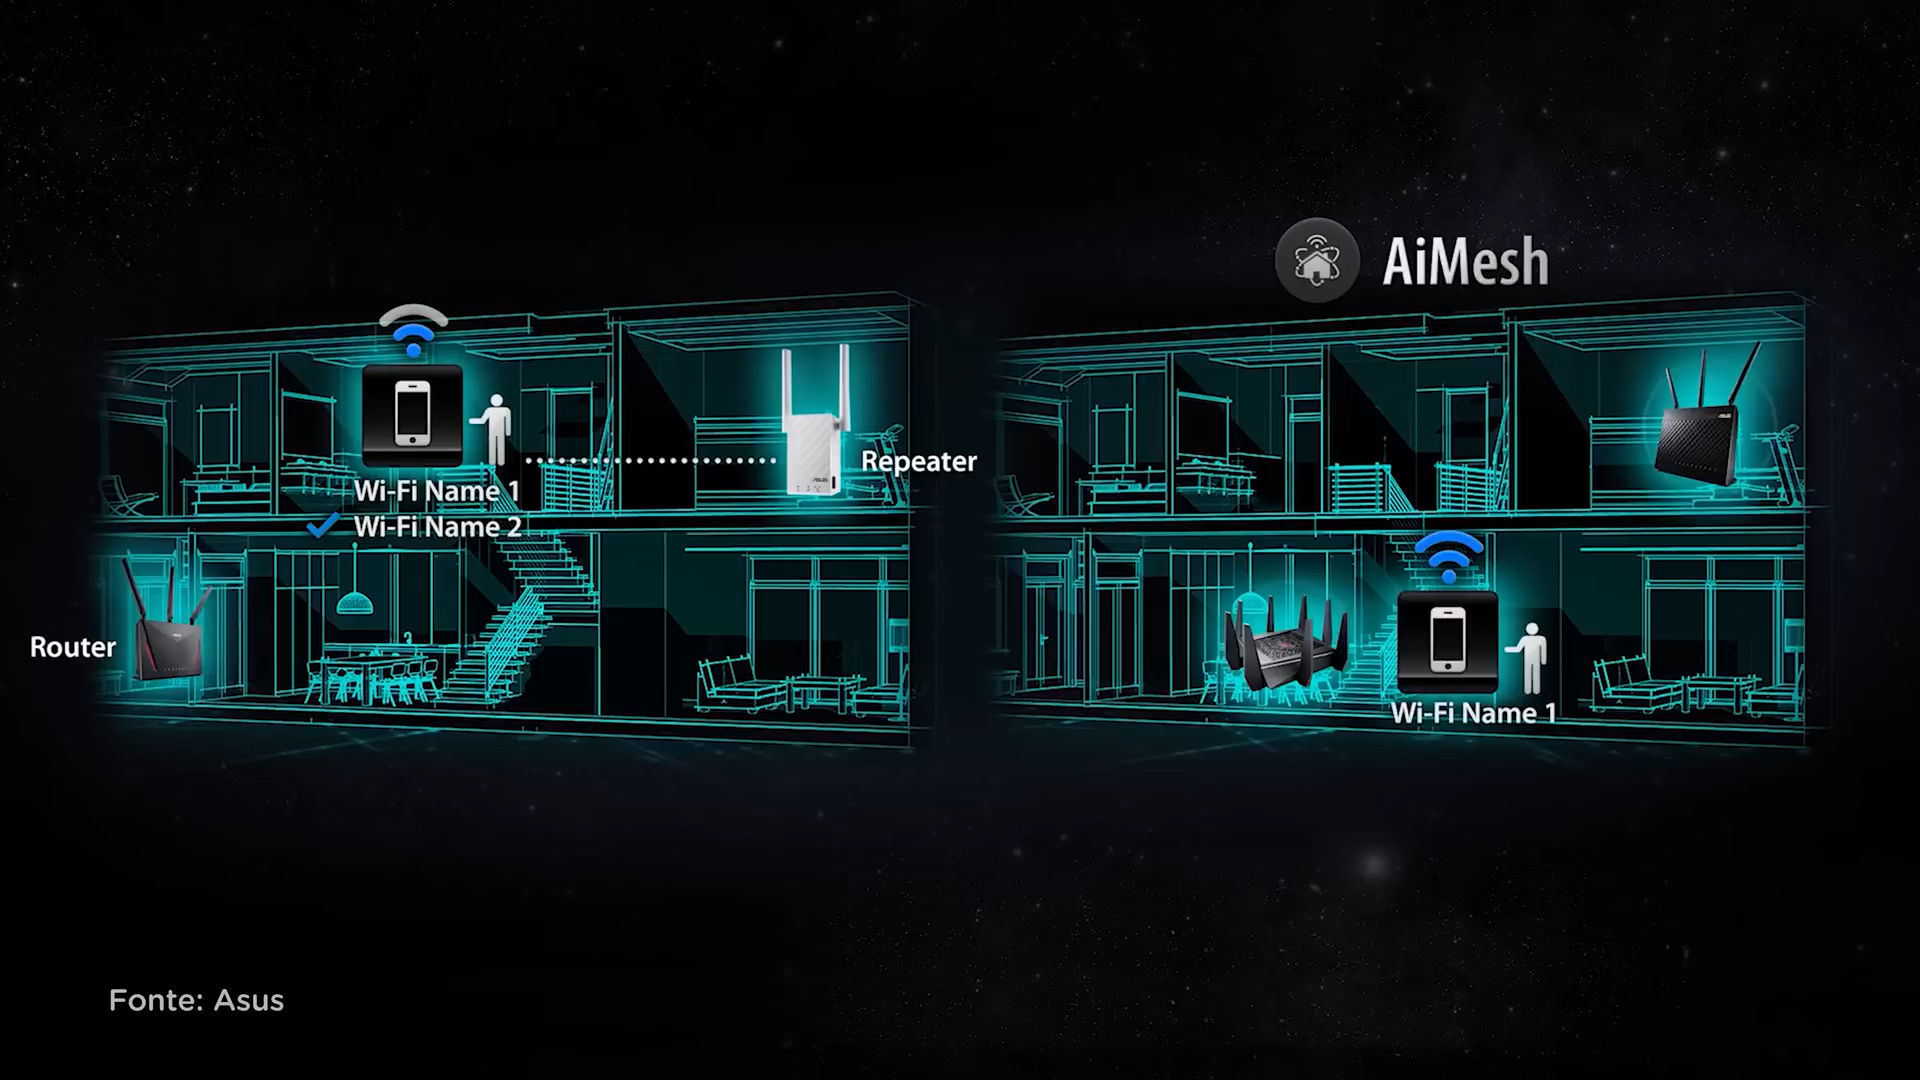 AiMesh
Repeater
Wi-Fi Name 1
Wi-Fi Name 2
Router
Wi-Fi Name 1
Fonte: Asus